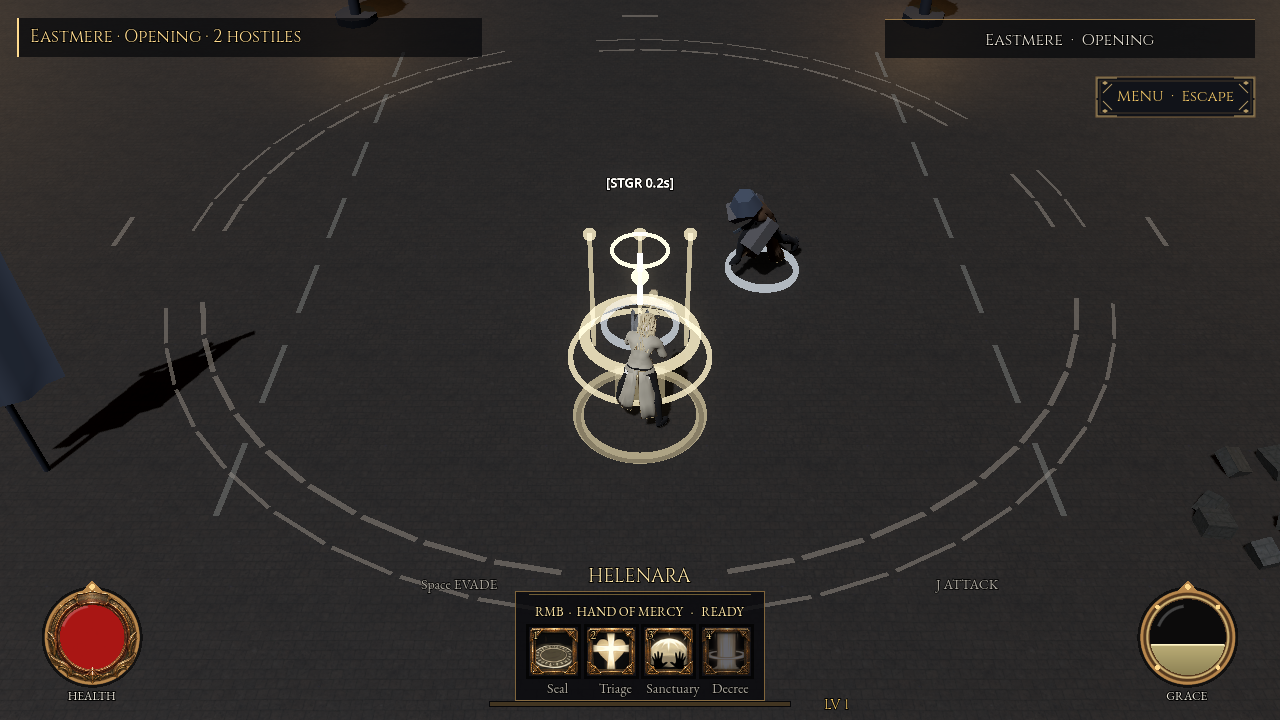 EASTMERE · OPENING · 2 HOSTILES
EASTMERE · OPENING
MENU · ESCAPE
[STGR 0.2s]
HELENARA
Space EVADE
J ATTACK
RMB · HAND OF MERCY · READY
1 2 3 4
Seal Triage Sanctuary Decree
HEALTH
GRACE
LV 1